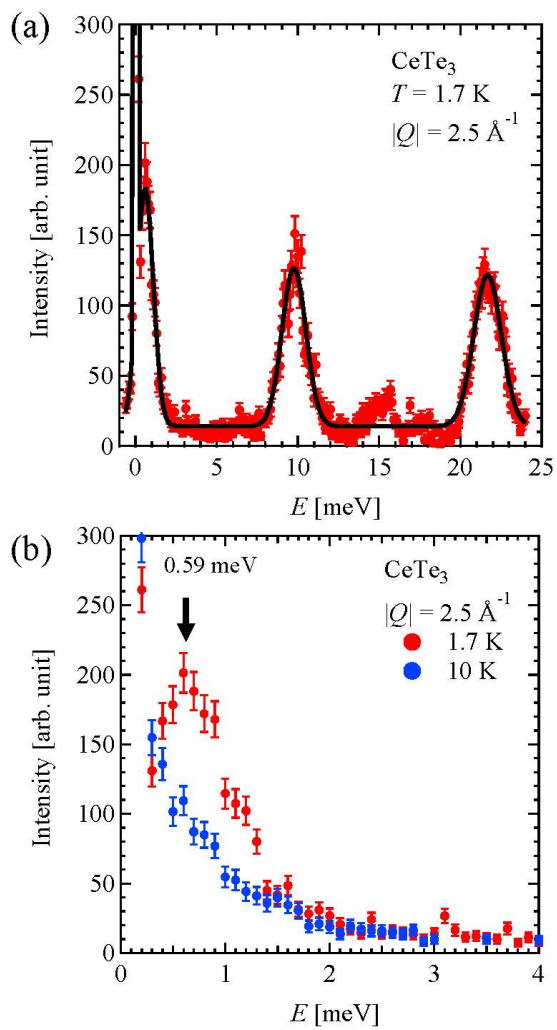 (a)
300
250
200
150
100
50
0
Intensity [arb. unit]
CeTe₃
T = 1.7 K
|Q| = 2.5 Å⁻¹
0 5 10 15 20 25
E [meV]
(b)
300
250
200
150
100
50
0
Intensity [arb. unit]
0.59 meV
CeTe₃
|Q| = 2.5 Å⁻¹
1.7 K
10 K
0 1 2 3 4
E [meV]